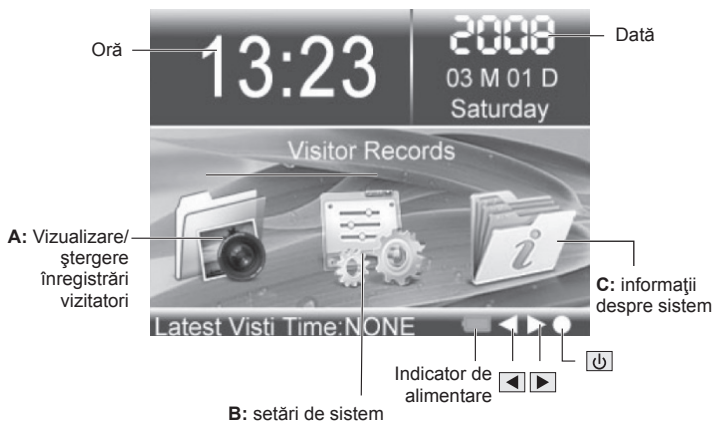 Oră
13:23
2008
Dată
03 M 01 D
Saturday
Visitor Records
A: Vizualizare/
ştergere
înregistrări
vizitatori
C: informaţii
despre sistem
Latest Visti Time:NONE
Indicator de
alimentare
B: setări de sistem